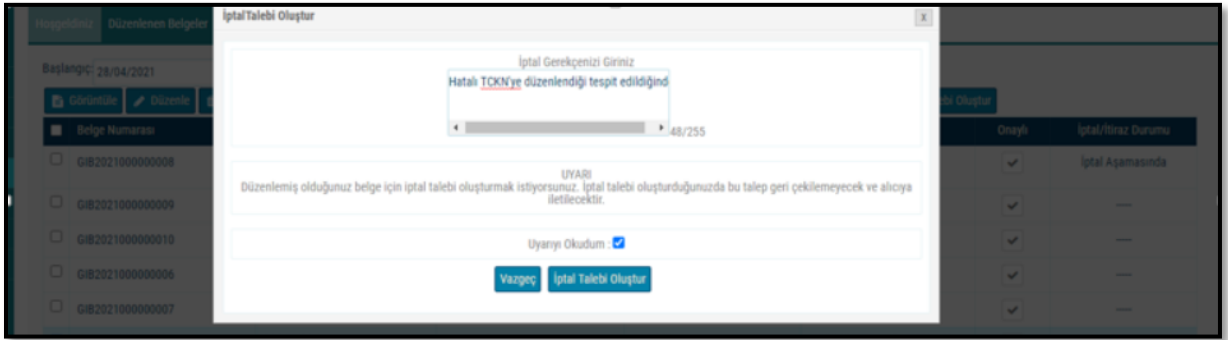 İptalTalebi Oluştur
x
Hoşgeldiniz Düzenlenen Belgeler
İptal Gerekçenizi Giriniz
Başlangıç: 28/04/2021
Hatalı TCKN'ye düzenlendiği tespit edildiğind
Görüntüle Düzenle
bi Oluştur
48/255
Belge Numarası Onaylı İptal/İtiraz Durumu
GIB2021000000008 İptal Aşamasında
UYARI
Düzenlemiş olduğunuz belge için iptal talebi oluşturmak istiyorsunuz. İptal talebi oluşturduğunuzda bu talep geri çekilemeyecek ve alıcıya
iletilecektir.
GIB2021000000009 ----
GIB2021000000010 ----
Uyarıyı Okudum :
GIB2021000000006 ----
Vazgeç İptal Talebi Oluştur
GIB2021000000007 ----